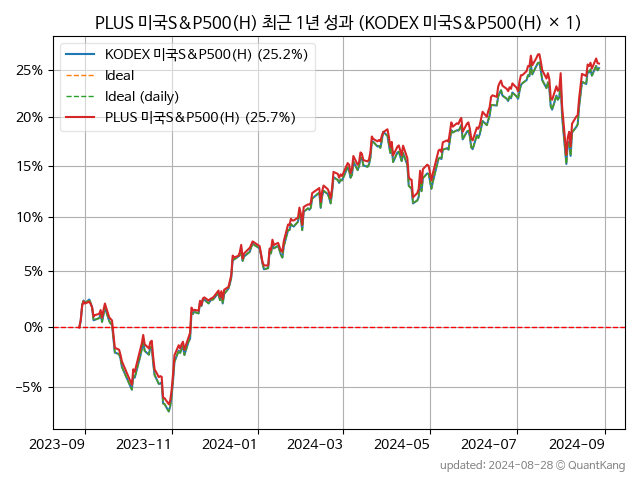 PLUS 미국S&P500(H) 최근 1년 성과 (KODEX 미국S&P500(H) × 1)
KODEX 미국S&P500(H) (25.2%)
Ideal
Ideal (daily)
PLUS 미국S&P500(H) (25.7%)
25%
20%
15%
10%
5%
0%
−5%
2023-09 2023-11 2024-01 2024-03 2024-05 2024-07 2024-09
updated: 2024-08-28 © QuantKang